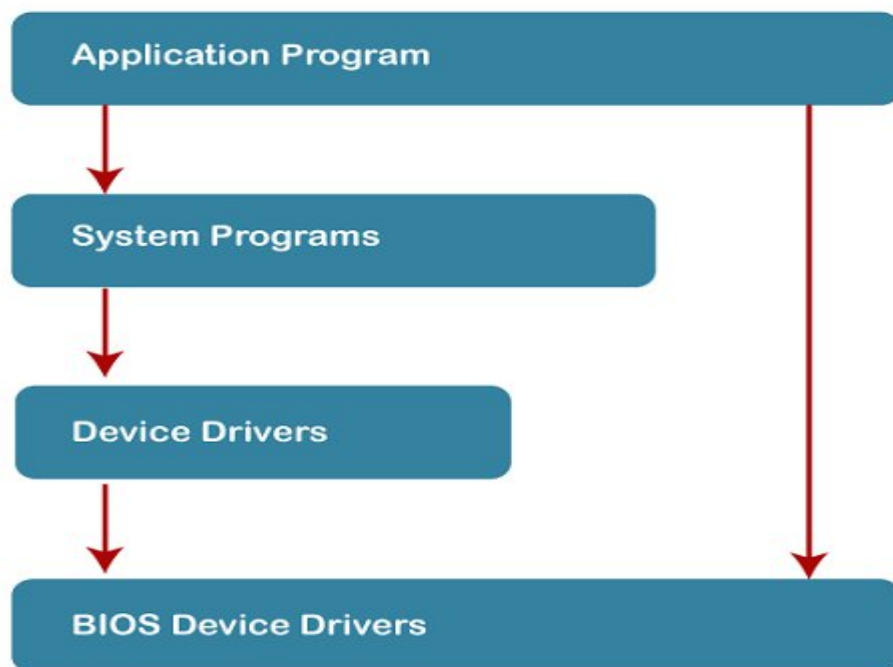 Application Program
System Programs
Device Drivers
BIOS Device Drivers